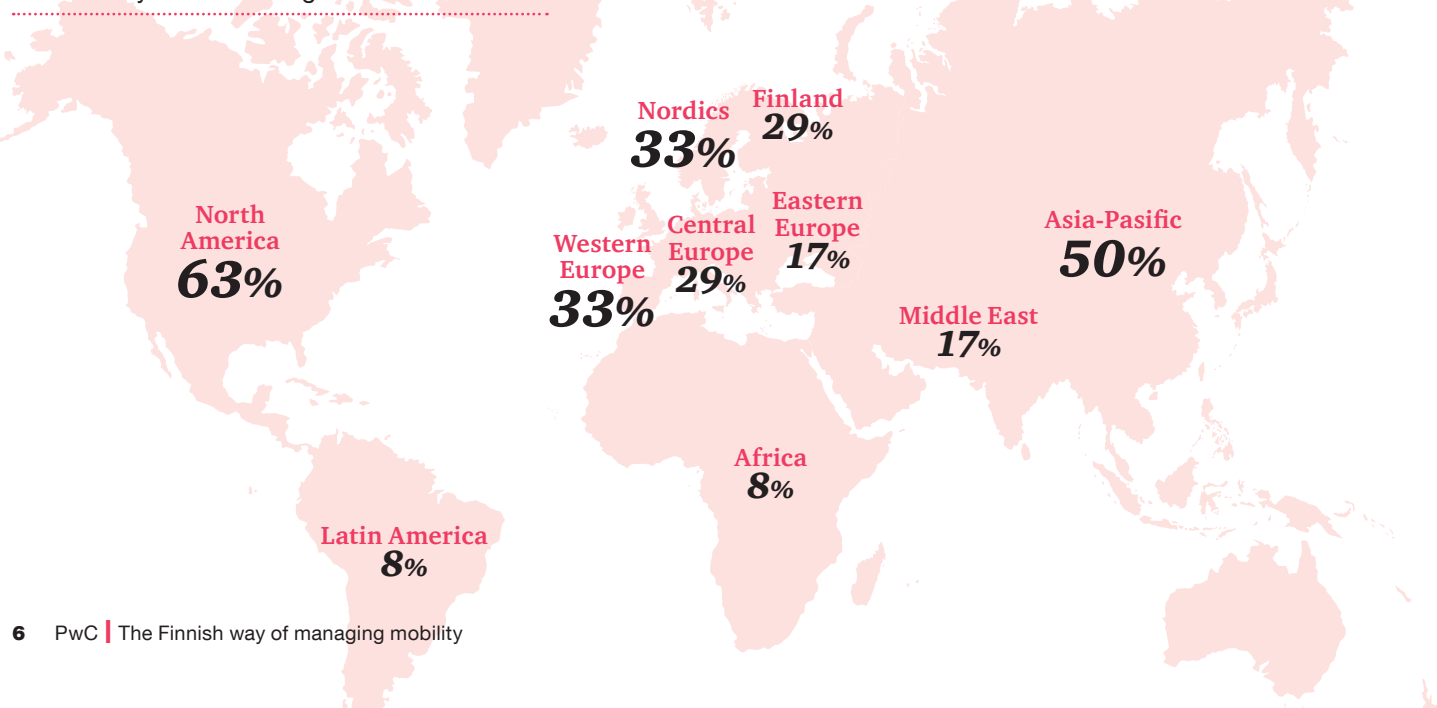 Nordics
33%
Finland
29%
North
America
63%
Western
Europe
33%
Central
Europe
29%
Eastern
Europe
17%
Asia-Pasific
50%
Middle East
17%
Africa
8%
Latin America
8%
6 PwC | The Finnish way of managing mobility